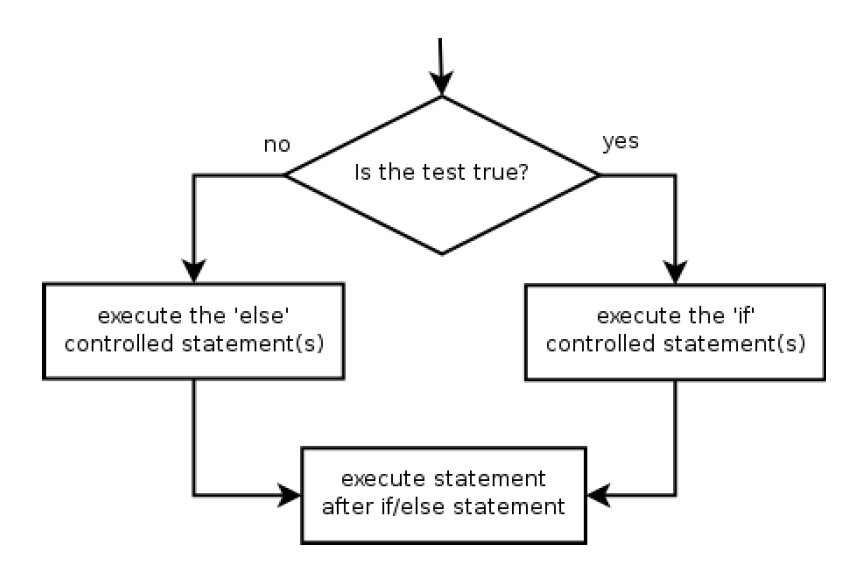 no
yes
Is the test true?
execute the 'else'
controlled statement(s)
execute the 'if'
controlled statement(s)
execute statement
after if/else statement